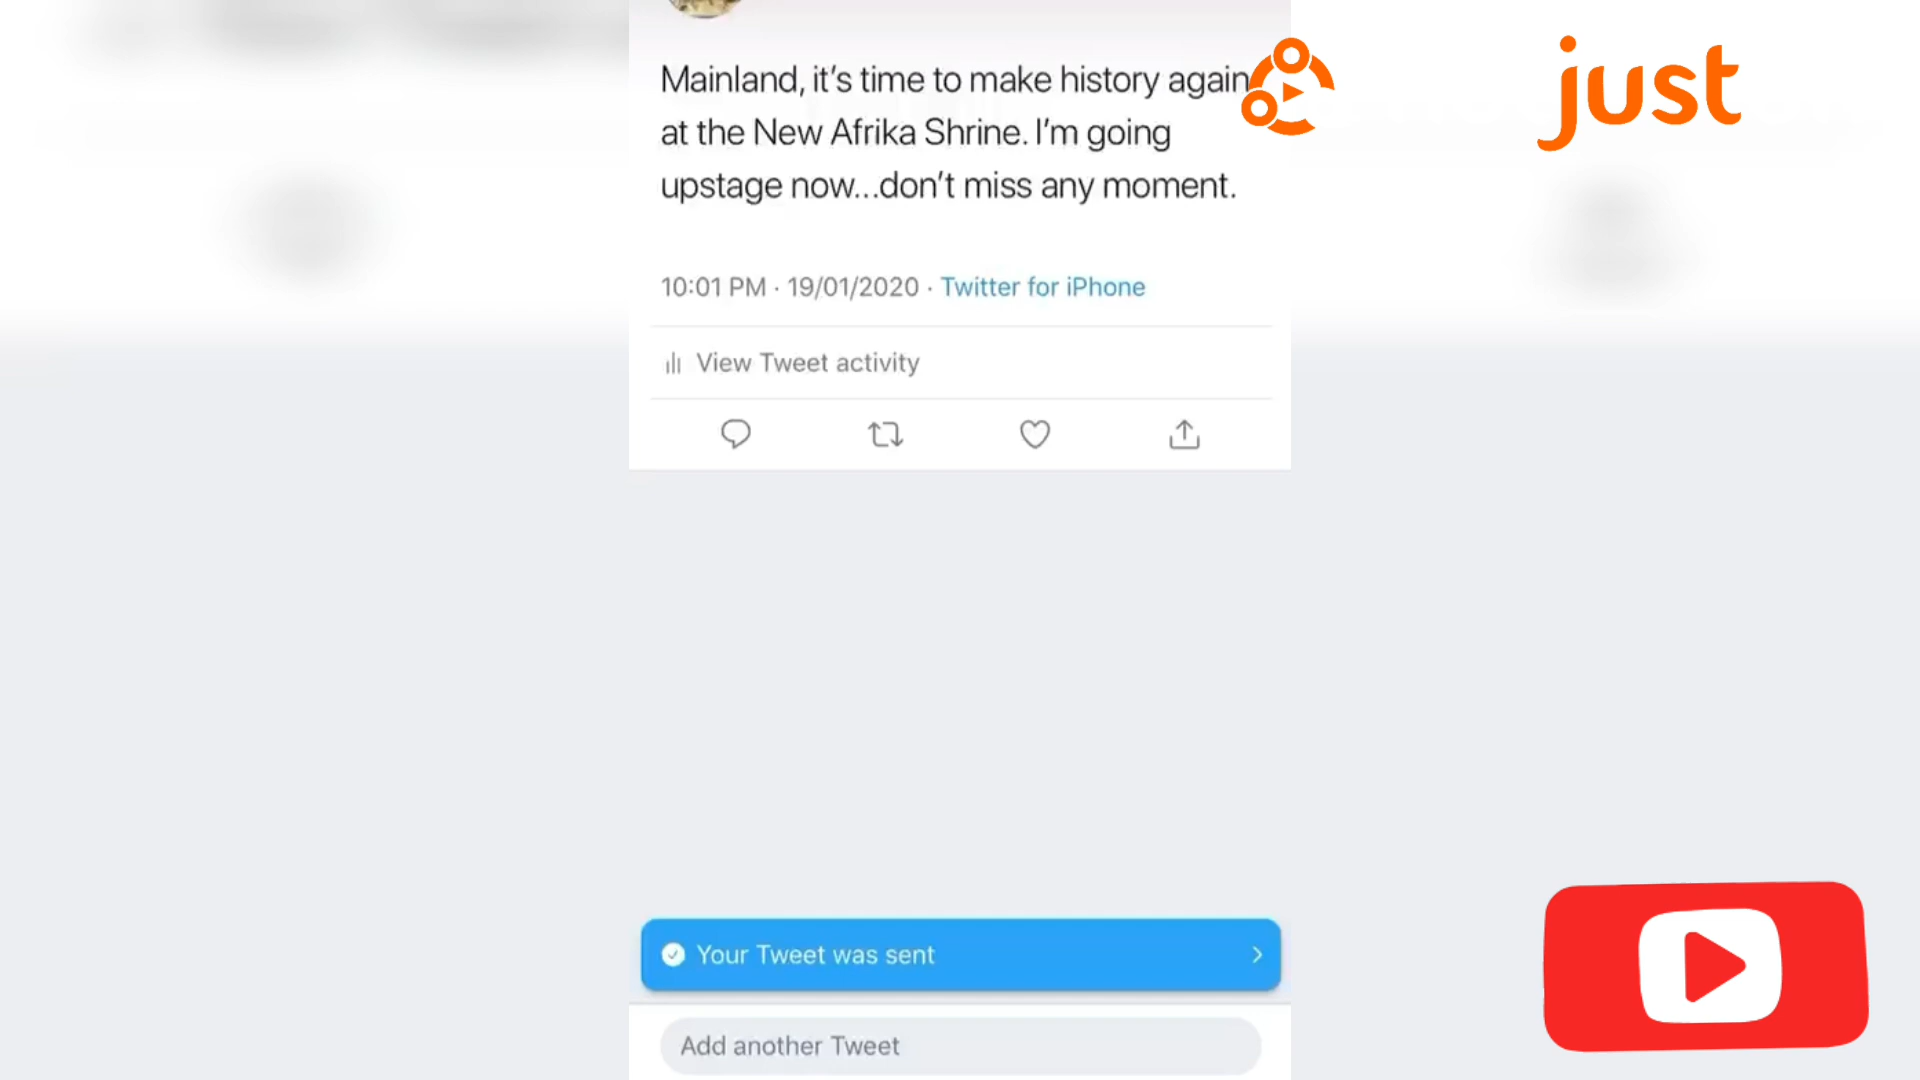 Mainland, it’s time to make history again
at the New Afrika Shrine. I’m going
upstage now...don’t miss any moment.
10:01 PM · 19/01/2020 · Twitter for iPhone
View Tweet activity
Your Tweet was sent
Add another Tweet
just